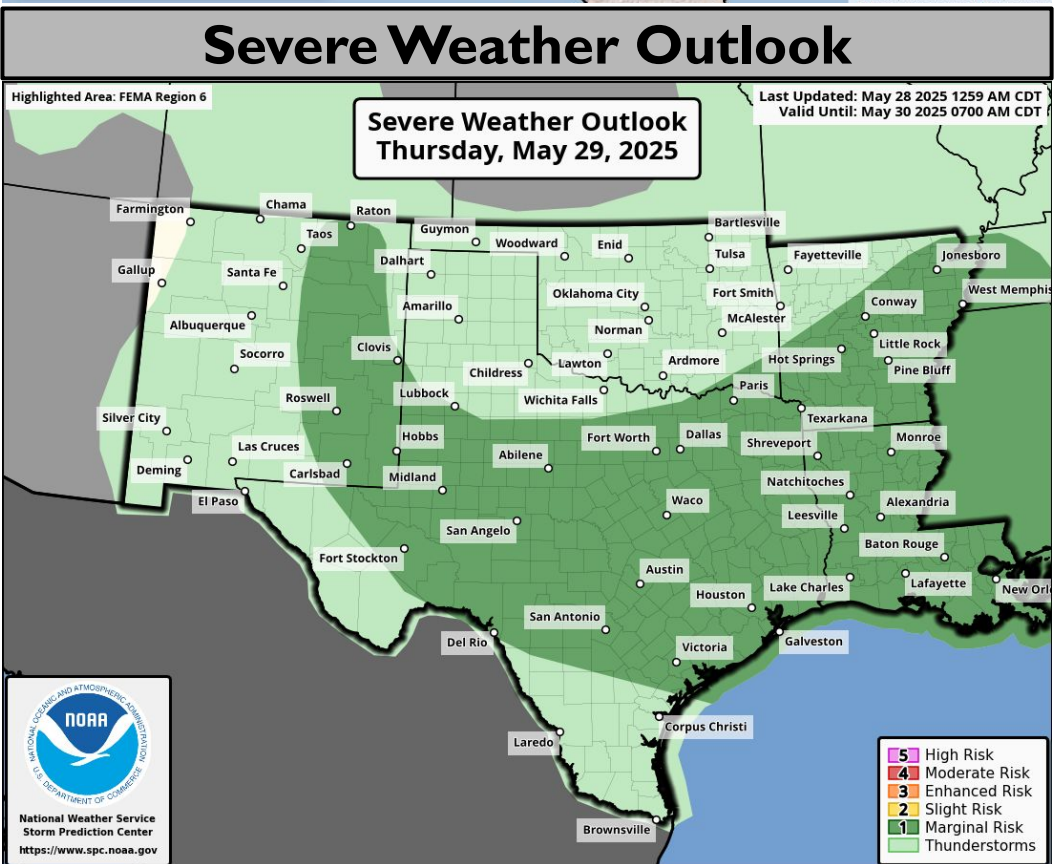 Severe Weather Outlook
Highlighted Area: FEMA Region 6
Severe Weather Outlook
Thursday, May 29, 2025
Last Updated: May 28 2025 1259 AM CDT
Valid Until: May 30 2025 0700 AM CDT
Farmington
Chama
Raton
Taos
Guymon
Woodward
Enid
Bartlesville
Tulsa
Fayetteville
Jonesboro
Gallup
Santa Fe
Dalhart
Amarillo
Oklahoma City
Fort Smith
Conway
West Memphis
Albuquerque
Norman
McAlester
Little Rock
Socorro
Clovis
Childress
Lawton
Ardmore
Hot Springs
Pine Bluff
Roswell
Lubbock
Wichita Falls
Paris
Texarkana
Silver City
Las Cruces
Hobbs
Fort Worth
Dallas
Shreveport
Monroe
Deming
Carlsbad
Midland
Abilene
Natchitoches
El Paso
San Angelo
Waco
Leesville
Alexandria
Fort Stockton
Baton Rouge
Austin
Houston
Lake Charles
Lafayette
New Orl
San Antonio
Del Rio
Victoria
Galveston
Laredo
Corpus Christi
Brownsville
NATIONAL OCEANIC AND ATMOSPHERIC ADMINISTRATION
NOAA
U.S. DEPARTMENT OF COMMERCE
National Weather Service
Storm Prediction Center
https://www.spc.noaa.gov
5 High Risk
4 Moderate Risk
3 Enhanced Risk
2 Slight Risk
1 Marginal Risk
Thunderstorms